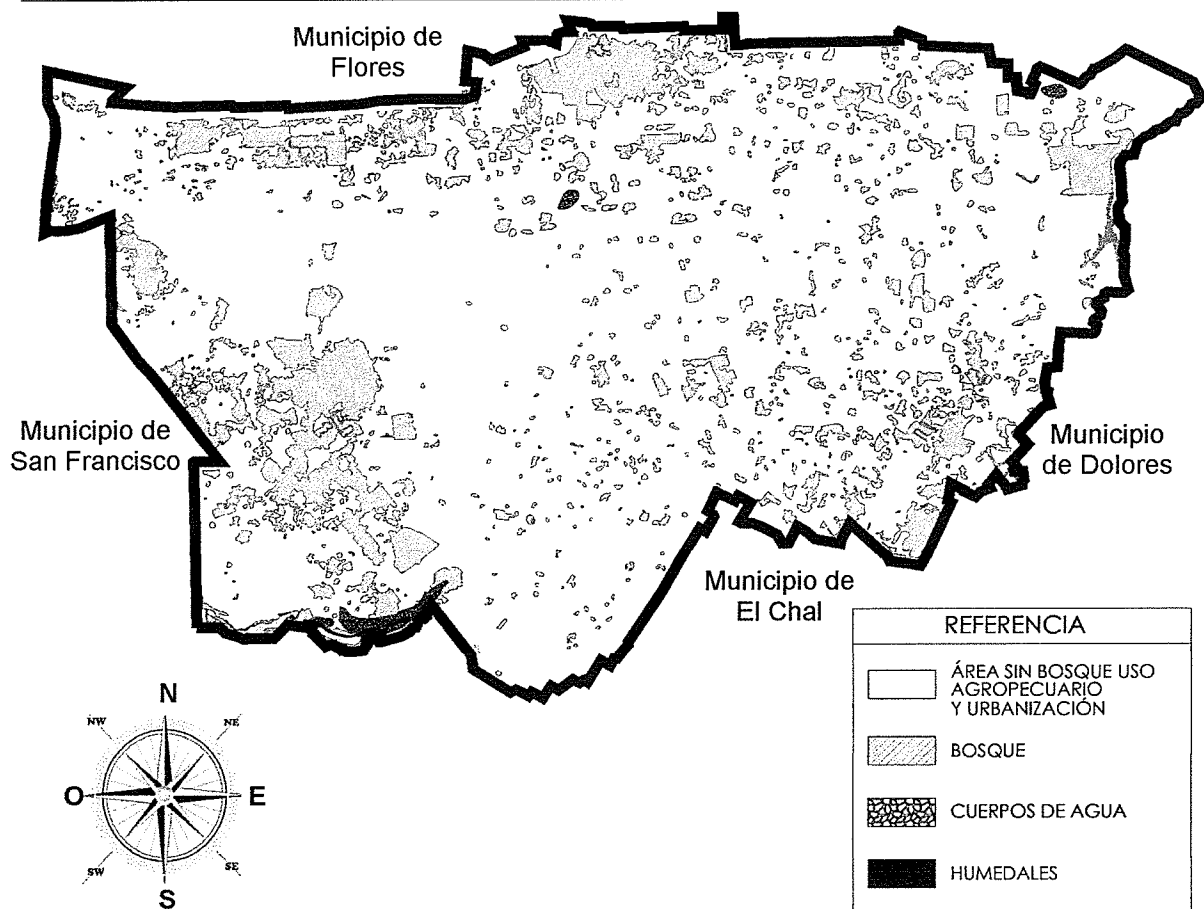 Municipio de
Flores
Municipio de
San Francisco
Municipio
de Dolores
Municipio de
El Chal
REFERENCIA
ÁREA SIN BOSQUE USO
AGROPECUARIO
Y URBANIZACIÓN
BOSQUE
CUERPOS DE AGUA
HUMEDALES
N
NW
NE
O
E
SW
SE
S